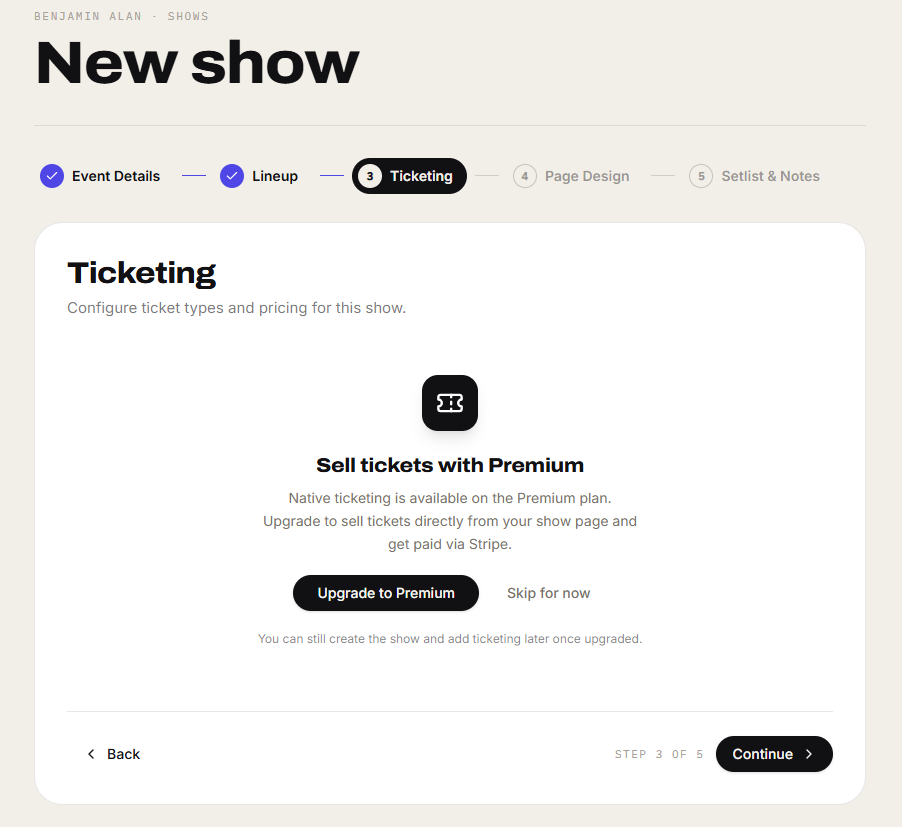 BENJAMIN ALAN · SHOWS
New show
Event Details
Lineup
3 Ticketing
4 Page Design
5 Setlist & Notes
Ticketing
Configure ticket types and pricing for this show.
Sell tickets with Premium
Native ticketing is available on the Premium plan.
Upgrade to sell tickets directly from your show page and
get paid via Stripe.
Upgrade to Premium
Skip for now
You can still create the show and add ticketing later once upgraded.
Back
STEP 3 OF 5
Continue